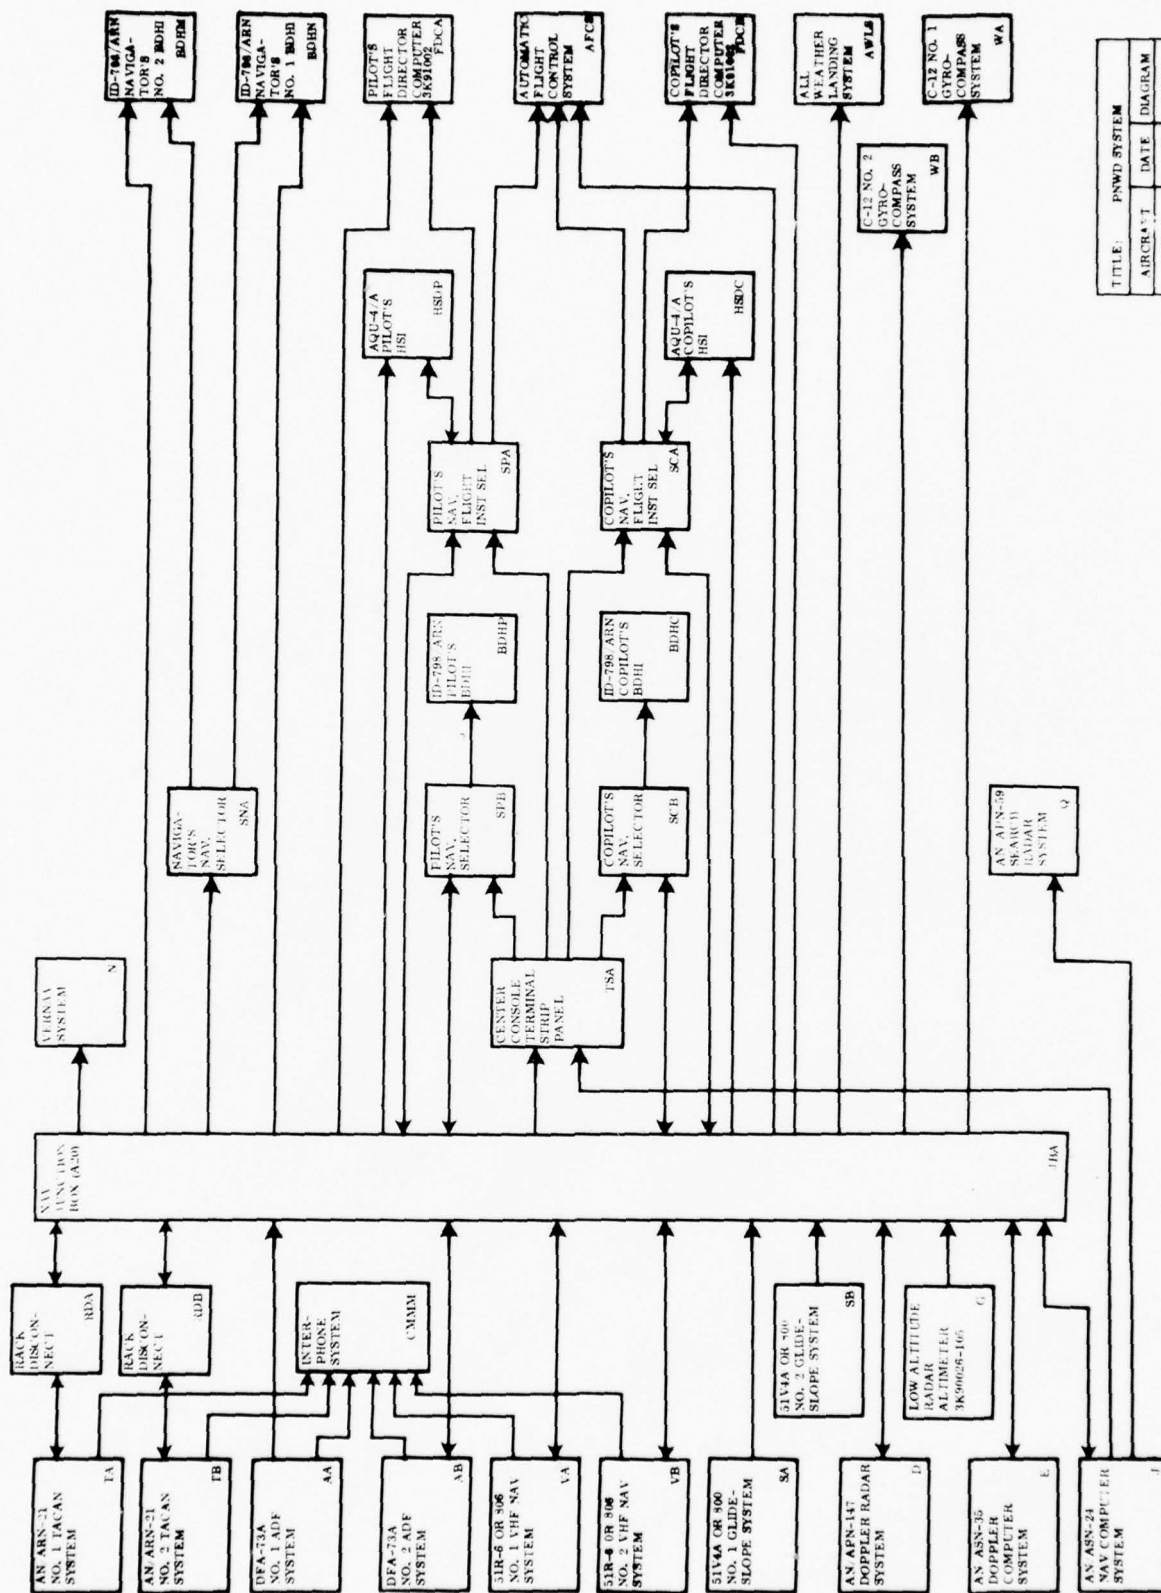 AN/ARN-21
NO. 1 TACAN
SYSTEM
TA
AN/ARN-21
NO. 2 TACAN
SYSTEM
TB
DFA-73A
NO. 1 ADF
SYSTEM
AA
DFA-73A
NO. 2 ADF
SYSTEM
AB
51R-6 OR 806
NO. 1 VHF NAV
SYSTEM
VA
51R-6 OR 806
NO. 2 VHF NAV
SYSTEM
VB
51V4A OR 800
NO. 1 GLIDE-
SLOPE SYSTEM
SA
AN/APN-147
DOPPLER RADAR
SYSTEM
D
AN/ASN-35
DOPPLER
COMPUTER
SYSTEM
E
AN/ASN-24
NAV COMPUTER
SYSTEM
J
RACK
DISCON-
NECT
RDA
RACK
DISCON-
NECT
RDB
INTER-
PHONE
SYSTEM
CMMM
51V4A OR 800
NO. 2 GLIDE-
SLOPE SYSTEM
SB
LOW ALTITUDE
RADAR
ALTIMETER
3K90026-105
G
NAV
FUNCTION
BOX (A20)
JBA
VERNAV
SYSTEM
N
CENTER
CONSOLE
TERMINAL
STRIP
PANEL
TSA
NAVIGA-
TOR'S
NAV.
SELECTOR
SNA
PILOT'S
NAV.
SELECTOR
SPB
COPILOT'S
NAV.
SELECTOR
SCB
AN APN-59
SEARCH
RADAR
SYSTEM
Q
ID-798/ARN
PILOT'S
BDHI
BDHP
ID-798/ARN
COPILOT'S
BDHI
BDHC
PILOT'S
NAV.
FLIGHT
INST SEL
SPA
COPILOT'S
NAV.
FLIGHT
INST SEL
SCA
AQU-4/A
PILOT'S
HSI
HSDP
AQU-4/A
COPILOT'S
HSI
HSDC
C-12 NO. 2
GYRO-
COMPASS
SYSTEM
WB
ID-798/ARN
NAVIGA-
TOR'S
NO. 2 BDHI
BDHM
ID-798/ARN
NAVIGA-
TOR'S
NO. 1 BDHI
BDHN
PILOT'S
FLIGHT
DIRECTOR
COMPUTER
3K91002
FDCA
AUTOMATIC
FLIGHT
CONTROL
SYSTEM
AFCS
COPILOT'S
FLIGHT
DIRECTOR
COMPUTER
3K91002
FDCB
ALL
WEATHER
LANDING
SYSTEM
AWLS
C-12 NO. 1
GYRO-
COMPASS
SYSTEM
WA
TITLE: PNWD SYSTEM
AIRCRAFT DATE DIAGRAM